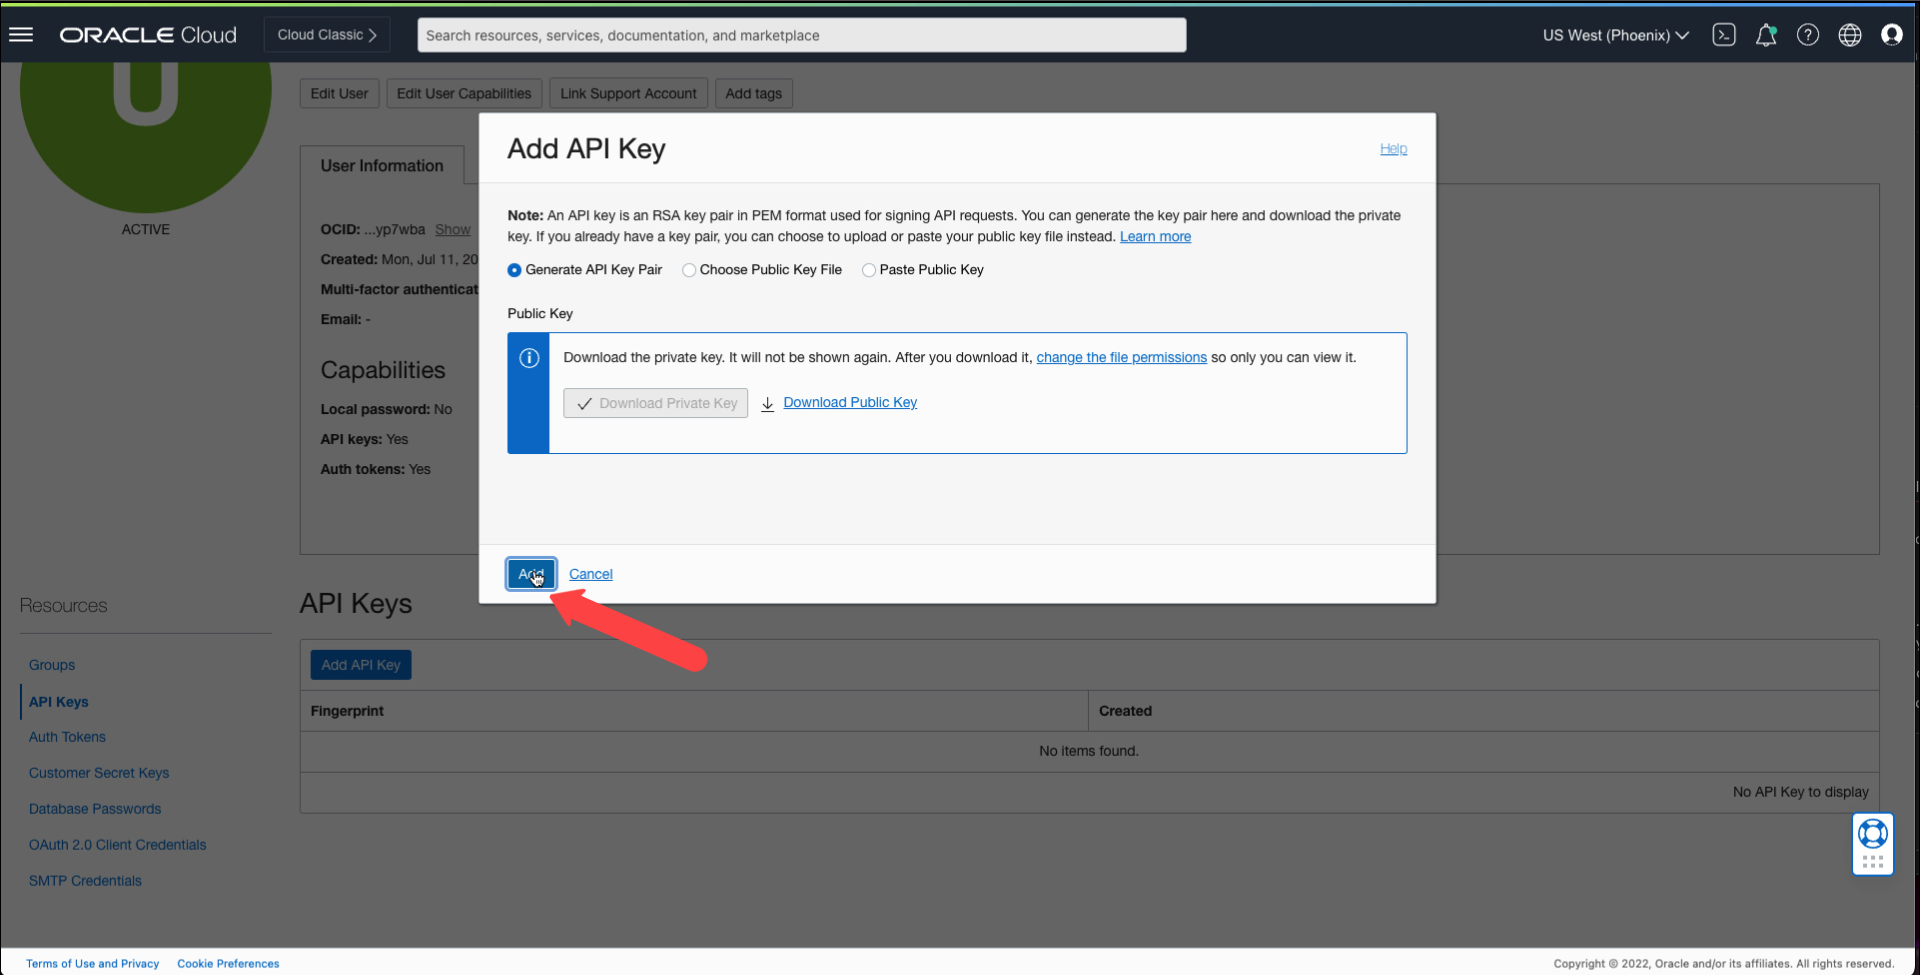 ORACLE Cloud
Cloud Classic
Search resources, services, documentation, and marketplace
US West (Phoenix)
U
ACTIVE
Edit User
Edit User Capabilities
Link Support Account
Add tags
User Information
OCID: ...yp7wba Show
Created: Mon, Jul 11, 20
Multi-factor authenticat
Email: -
Capabilities
Local password: No
API keys: Yes
Auth tokens: Yes
Add API Key
Help
Note: An API key is an RSA key pair in PEM format used for signing API requests. You can generate the key pair here and download the private
key. If you already have a key pair, you can choose to upload or paste your public key file instead. Learn more
Generate API Key Pair
Choose Public Key File
Paste Public Key
Public Key
Download the private key. It will not be shown again. After you download it, change the file permissions so only you can view it.
Download Private Key
Download Public Key
Add
Cancel
Resources
Groups
API Keys
Auth Tokens
Customer Secret Keys
Database Passwords
OAuth 2.0 Client Credentials
SMTP Credentials
API Keys
Add API Key
Fingerprint
Created
No items found.
No API Key to display
Terms of Use and Privacy
Cookie Preferences
Copyright © 2022, Oracle and/or its affiliates. All rights reserved.